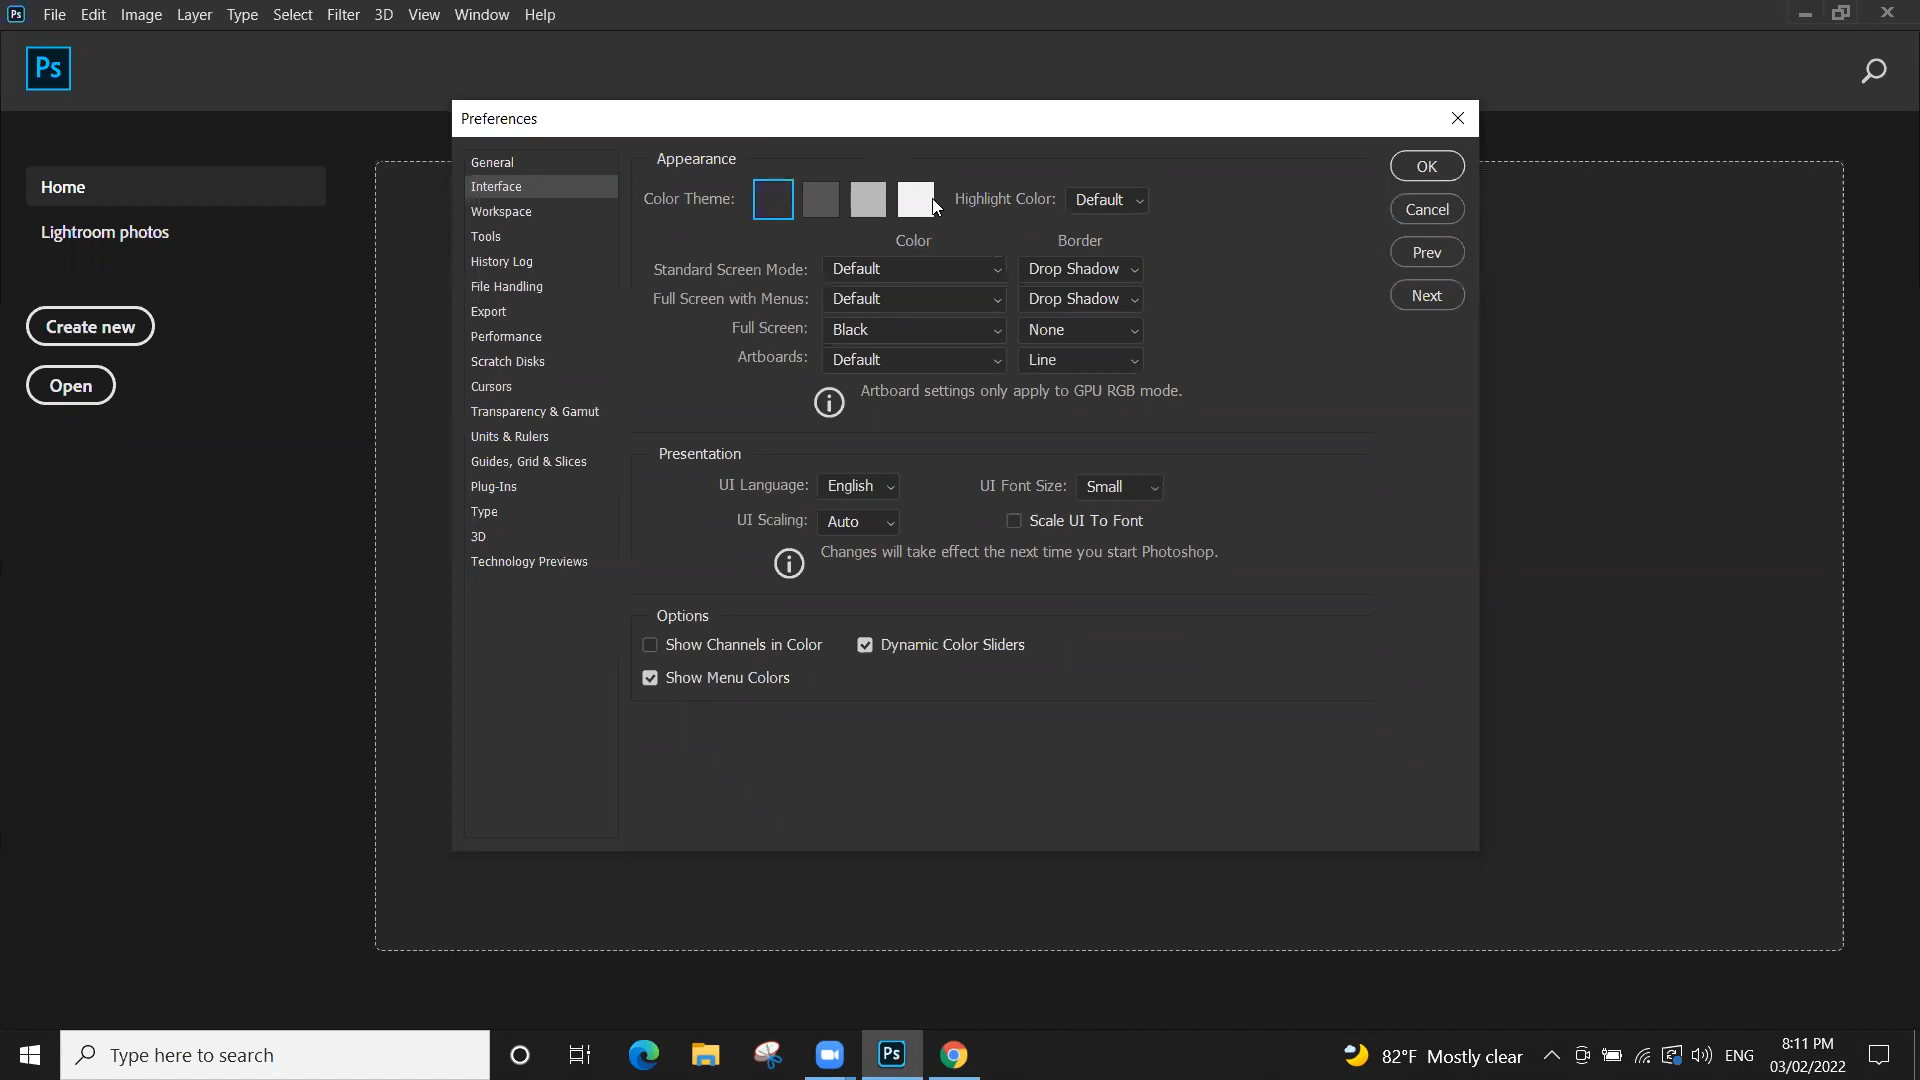 Ps File Edit Image Layer Type Select Filter 3D View Window Help
Ps
Home
Lightroom photos
Create new
Open
Preferences
General
Interface
Workspace
Tools
History Log
File Handling
Export
Performance
Scratch Disks
Cursors
Transparency & Gamut
Units & Rulers
Guides, Grid & Slices
Plug-Ins
Type
3D
Technology Previews
Appearance
Color Theme: Highlight Color: Default
Color Border
Standard Screen Mode: Default Drop Shadow
Full Screen with Menus: Default Drop Shadow
Full Screen: Black None
Artboards: Default Line
Artboard settings only apply to GPU RGB mode.
Presentation
UI Language: English UI Font Size: Small
UI Scaling: Auto Scale UI To Font
Changes will take effect the next time you start Photoshop.
Options
Show Channels in Color Dynamic Color Sliders
Show Menu Colors
OK
Cancel
Prev
Next
Type here to search
Ps
82°F Mostly clear
ENG
8:11 PM
03/02/2022